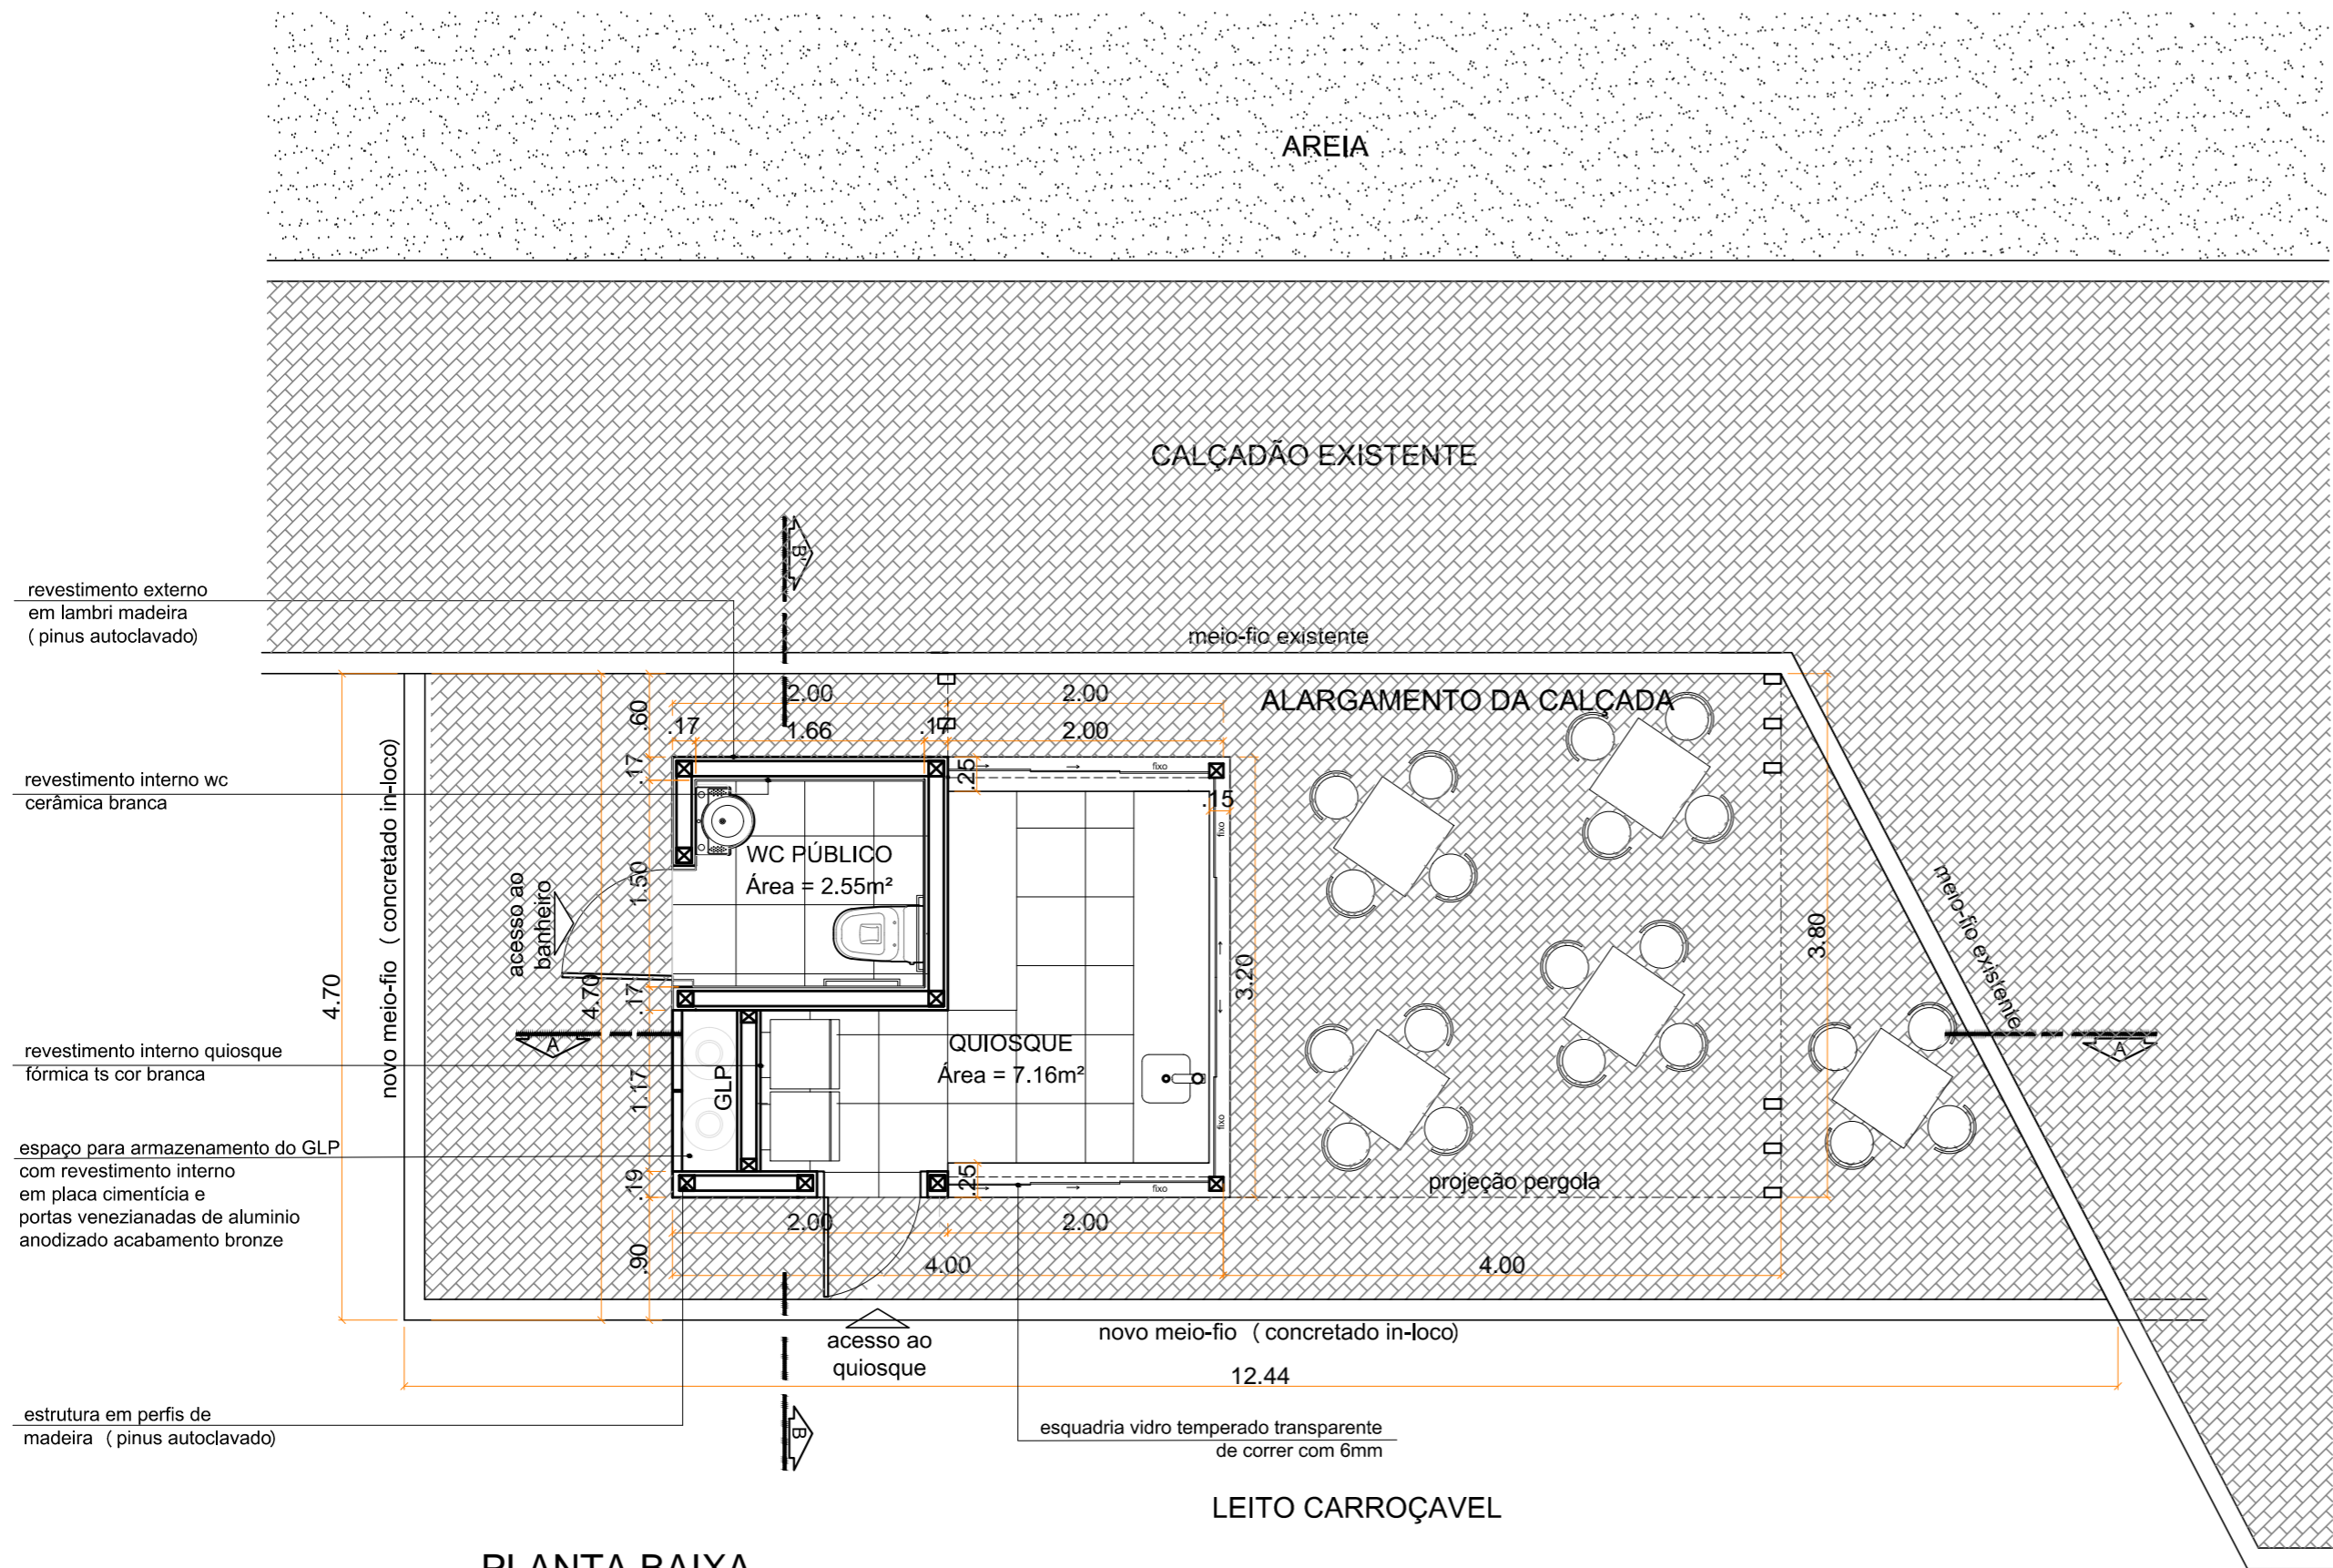 AREIA
CALÇADÃO EXISTENTE
B'
revestimento externo
em lambri madeira
( pinus autoclavado)
meio-fio existente
2.00
2.00
ALARGAMENTO DA CALÇADA
.60
.17
1.66
.17
2.00
novo meio-fio ( concretado in-loco)
.17
.25
fixo
revestimento interno wc
cerâmica branca
.15
fixo
WC PÚBLICO
Área = 2.55m²
1.50
acesso ao
banheiro
meio-fio existente
3.80
4.70
4.70
.17
3.20
A
QUIOSQUE
Área = 7.16m²
A
revestimento interno quiosque
fórmica ts cor branca
1.17
GLP
fixo
espaço para armazenamento do GLP
com revestimento interno
em placa cimentícia e
portas venezianadas de aluminio
anodizado acabamento bronze
.19
.25
fixo
projeção pergola
2.00
2.00
.90
4.00
4.00
acesso ao
quiosque
novo meio-fio ( concretado in-loco)
12.44
estrutura em perfis de
madeira ( pinus autoclavado)
B
esquadria vidro temperado transparente
de correr com 6mm
LEITO CARROÇAVEL
PLANTA BAIXA